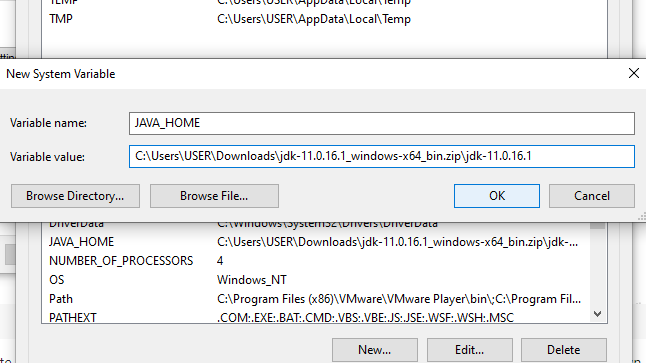 TEMP C:\Users\USER\AppData\Local\Temp
TMP C:\Users\USER\AppData\Local\Temp
New System Variable
Variable name: JAVA_HOME
Variable value: C:\Users\USER\Downloads\jdk-11.0.16.1_windows-x64_bin.zip\jdk-11.0.16.1
Browse Directory... Browse File... OK Cancel
DriverData C:\Windows\System32\Drivers\DriverData
JAVA_HOME C:\Users\USER\Downloads\jdk-11.0.16.1_windows-x64_bin.zip\jdk-...
NUMBER_OF_PROCESSORS 4
OS Windows_NT
Path C:\Program Files (x86)\VMware\VMware Player\bin\;C:\Program Fil...
PATHEXT .COM;.EXE;.BAT;.CMD;.VBS;.VBE;.JS;.JSE;.WSF;.WSH;.MSC
New... Edit... Delete